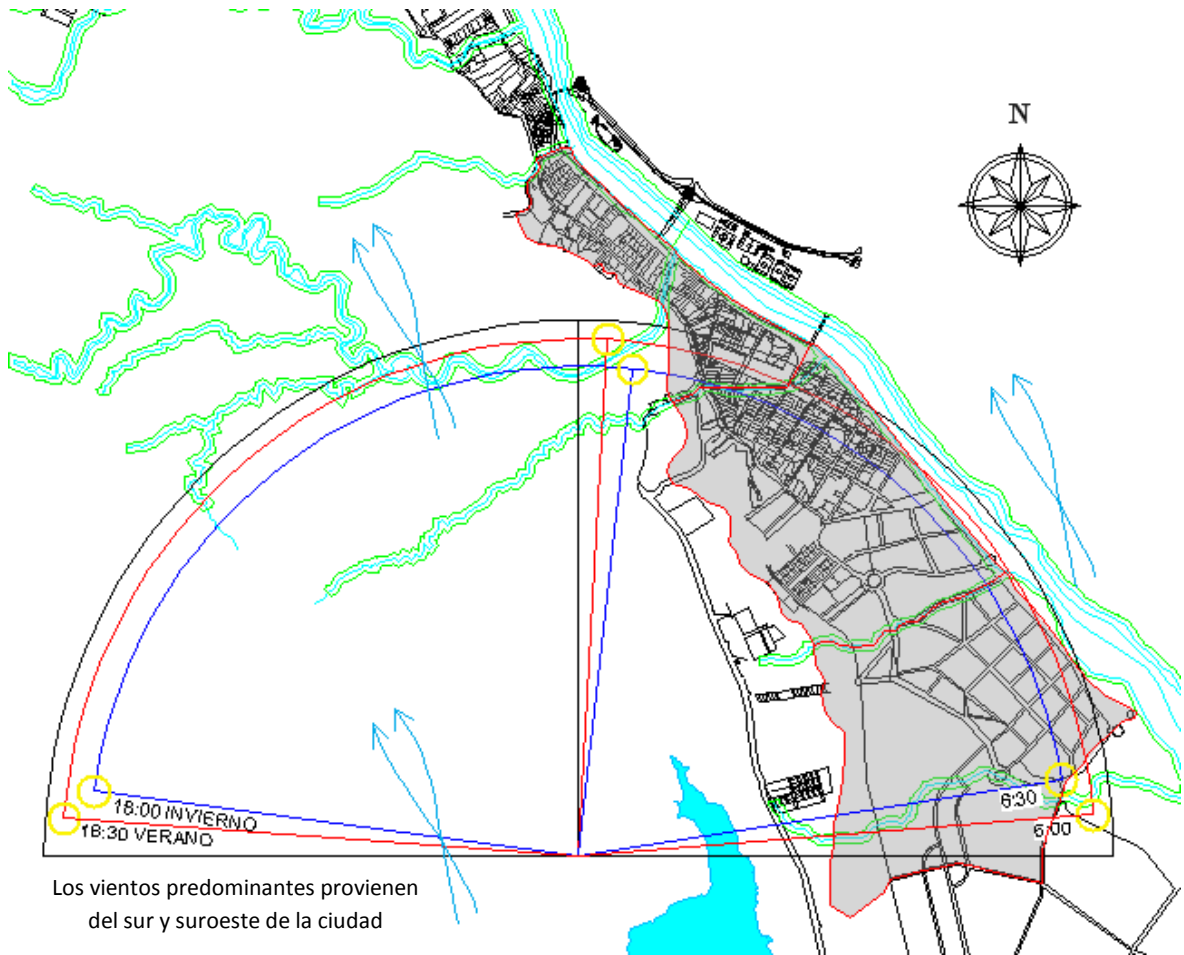 N
18:00 INVIERNO
18:30 VERANO
6:30
6:00
Los vientos predominantes provienen
del sur y suroeste de la ciudad